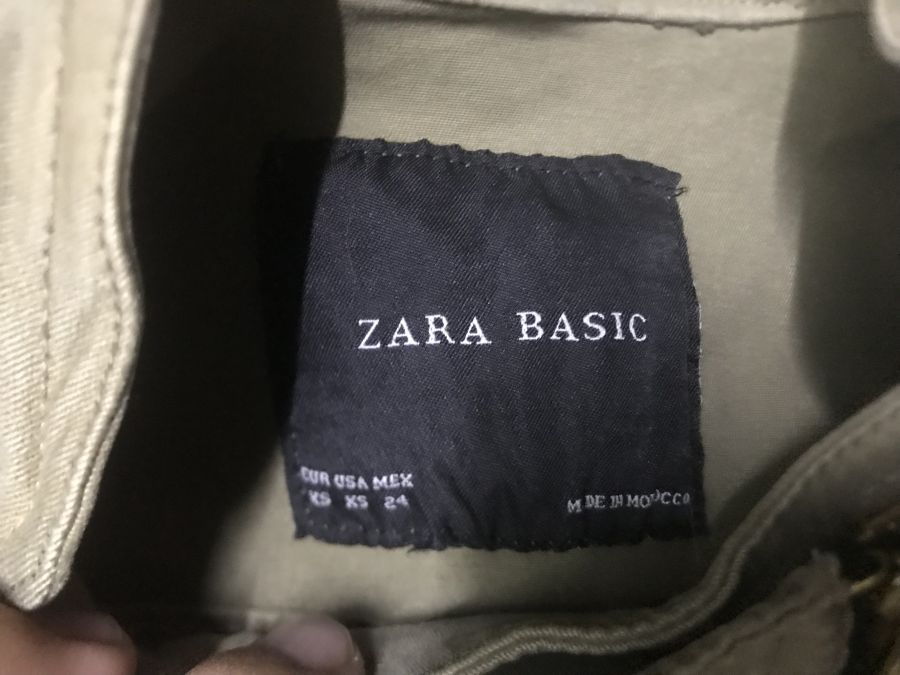 ZARA BASIC
EUR USA MEX
XS XS 24
MADE IN MOROCCO